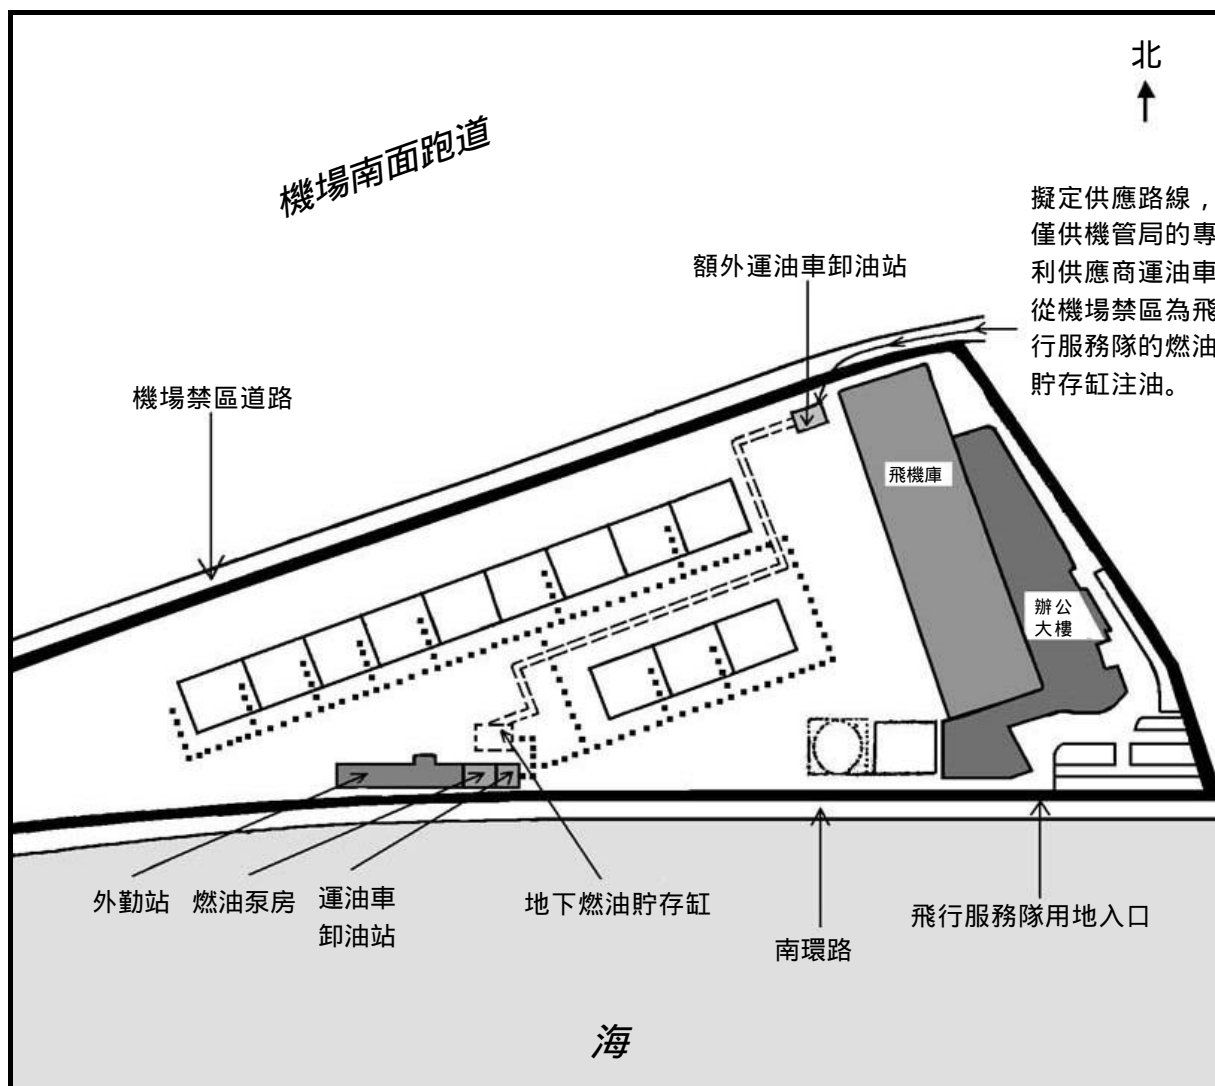 北
機場南面跑道
擬定供應路線，
僅供機管局的專
利供應商運油車
從機場禁區為飛
行服務隊的燃油
貯存缸注油。
額外運油車卸油站
機場禁區道路
飛機庫
辦公
大樓
外勤站
燃油泵房
運油車
卸油站
地下燃油貯存缸
南環路
飛行服務隊用地入口
海